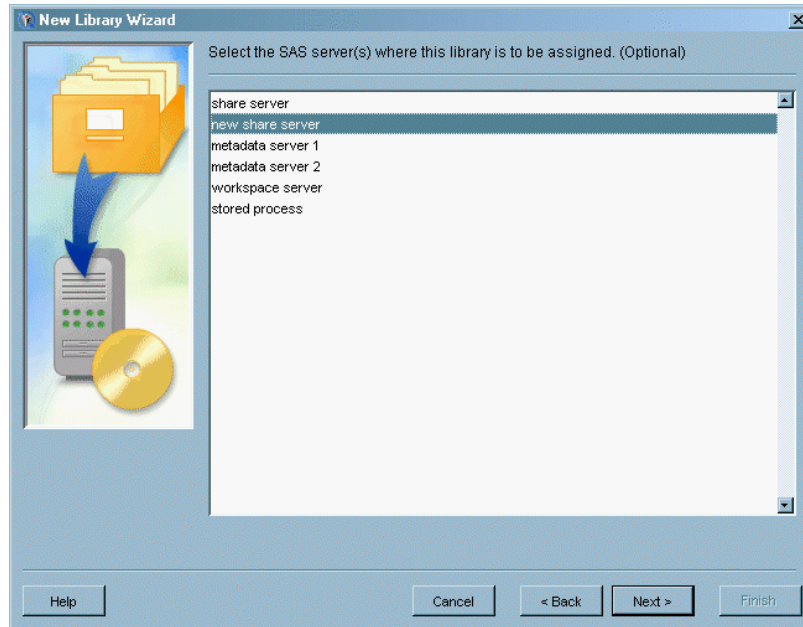 New Library Wizard
Select the SAS server(s) where this library is to be assigned. (Optional)
share server
new share server
metadata server 1
metadata server 2
workspace server
stored process
Help Cancel < Back Next > Finish